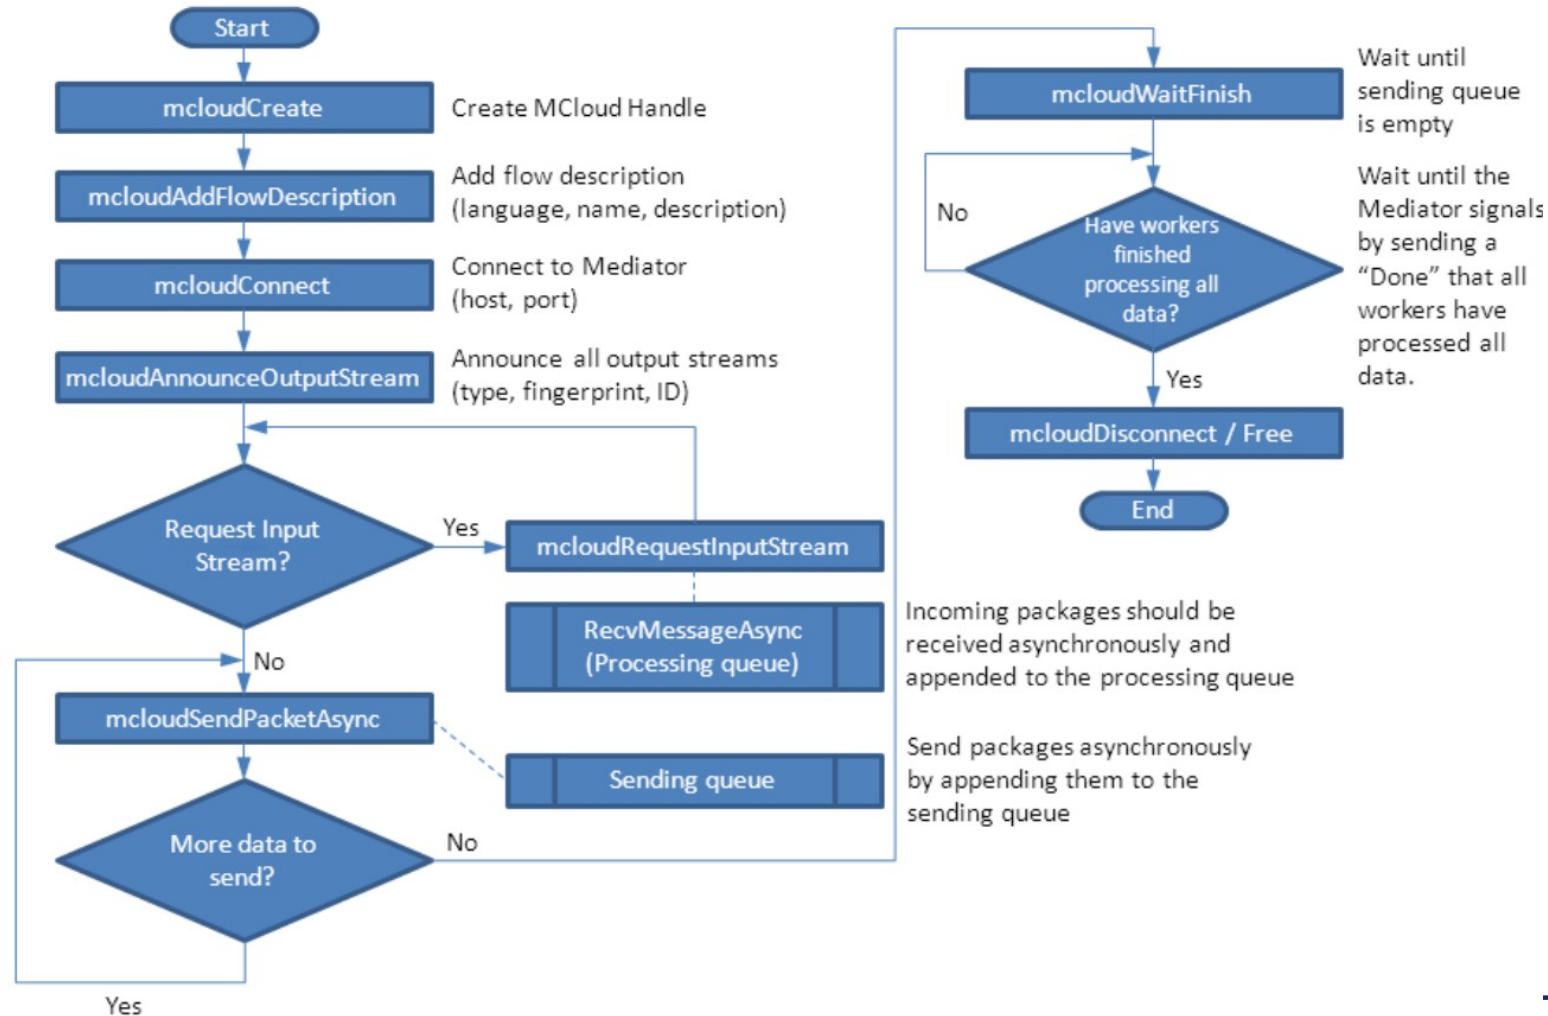 Start
mcloudCreate
Create MCloud Handle
mcloudAddFlowDescription
Add flow description
(language, name, description)
mcloudConnect
Connect to Mediator
(host, port)
mcloudAnnounceOutputStream
Announce all output streams
(type, fingerprint, ID)
Request Input
Stream?
Yes
mcloudRequestInputStream
RecvMessageAsync
(Processing queue)
Incoming packages should be
received asynchronously and
appended to the processing queue
No
mcloudSendPacketAsync
Sending queue
Send packages asynchronously
by appending them to the
sending queue
More data to
send?
No
Yes
mcloudWaitFinish
Wait until
sending queue
is empty
No
Have workers
finished
processing all
data?
Wait until the
Mediator signals
by sending a
“Done” that all
workers have
processed all
data.
Yes
mcloudDisconnect / Free
End